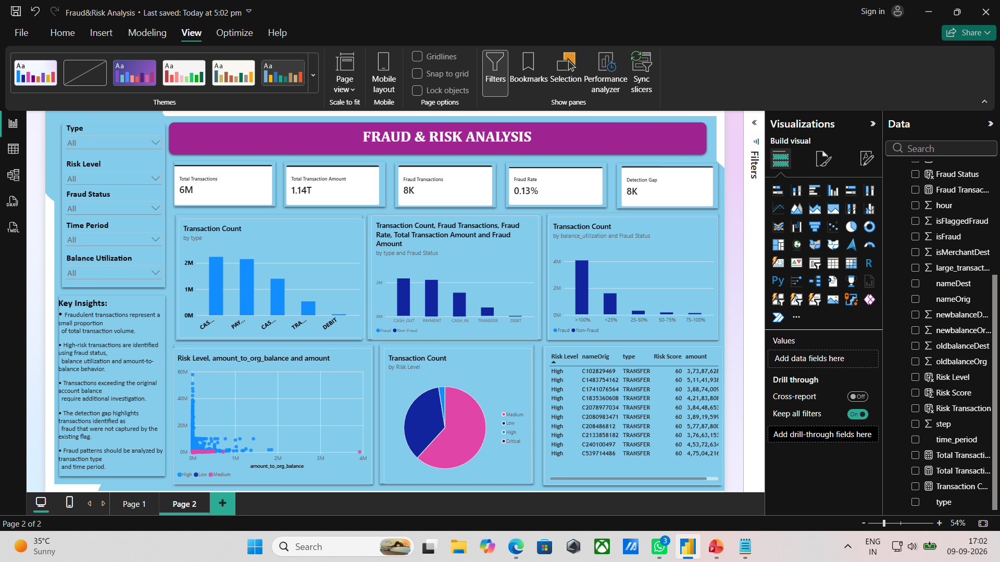 Fraud&Risk Analysis • Last saved: Today at 5:02 pm
Sign in
File
Home
Insert
Modeling
View
Optimize
Help
Share
Aa
Aa
Aa
Aa
Aa
Themes
Page
view
Scale to fit
Mobile
layout
Mobile
Gridlines
Snap to grid
Lock objects
Page options
Filters
Bookmarks
Selection
Performance
analyzer
Sync
slicers
Show panes
Type
All
Risk Level
All
Fraud Status
All
Time Period
All
Balance Utilization
All
Key Insights:
• Fraudulent transactions represent a
small proportion
of total transaction volume.
• High-risk transactions are identified
using fraud status,
balance utilization and amount-to-
balance behavior.
• Transactions exceeding the original
account balance
require additional investigation.
• The detection gap highlights
transactions identified as
fraud that were not captured by the
existing flag.
• Fraud patterns should be analyzed by
transaction type
and time period.
FRAUD & RISK ANALYSIS
Total Transactions
6M
Total Transaction Amount
1.14T
Fraud Transactions
8K
Fraud Rate
0.13%
Detection Gap
8K
Transaction Count
by type
2M
1M
0M
CAS...
PAY...
CAS...
TRA...
DEBIT
Transaction Count, Fraud Transactions, Fraud
Rate, Total Transaction Amount and Fraud
Amount
by type and Fraud Status
2M
0M
CASH_OUT
PAYMENT
CASH_IN
TRANSFER
DEBIT
Fraud
Non-Fraud
Transaction Count
by balance_utilization and Fraud Status
4M
2M
0M
>100%
<25%
25-50%
50-75%
75-100%
Fraud
Non-Fraud
Risk Level, amount_to_org_balance and amount
60M
40M
20M
0M
0M
1M
2M
3M
4M
amount_to_org_balance
High
Low
Medium
Transaction Count
by Risk Level
Medium
Low
High
Critical
Risk Level nameOrig type Risk Score amount
High C102829469 TRANSFER 60 3,73,87,628
High C1483754162 TRANSFER 60 5,11,41,938
High C1741076564 TRANSFER 60 3,88,74,009
High C1835360608 TRANSFER 60 4,21,83,808
High C2078977034 TRANSFER 60 3,84,48,653
High C2080983471 TRANSFER 60 3,89,19,599
High C208486812 TRANSFER 60 5,77,87,800
High C2133858182 TRANSFER 60 3,76,63,153
High C240100497 TRANSFER 60 4,53,72,634
High C539714486 TRANSFER 60 4,75,04,216
Filters
Visualizations
Build visual
123
R
Py
Values
Add data fields here
Drill through
Cross-report
Off
Keep all filters
On
Add drill-through fields here
Data
Search
Fraud Status
Fraud Transac...
hour
isFlaggedFraud
isFraud
isMerchantDest
large_transact...
nameDest
nameOrig
newbalanceD...
newbalanceOr...
oldbalanceDest
oldbalanceOrg
Risk Level
Risk Score
Risk Transaction
step
time_period
Total Transacti...
Total Transacti...
Transaction C...
type
DAX
TMDL
Page 1
Page 2
+
Page 2 of 2
- + 54%
35°C
Sunny
Search
3
ENG
IN
17:02
09-09-2026